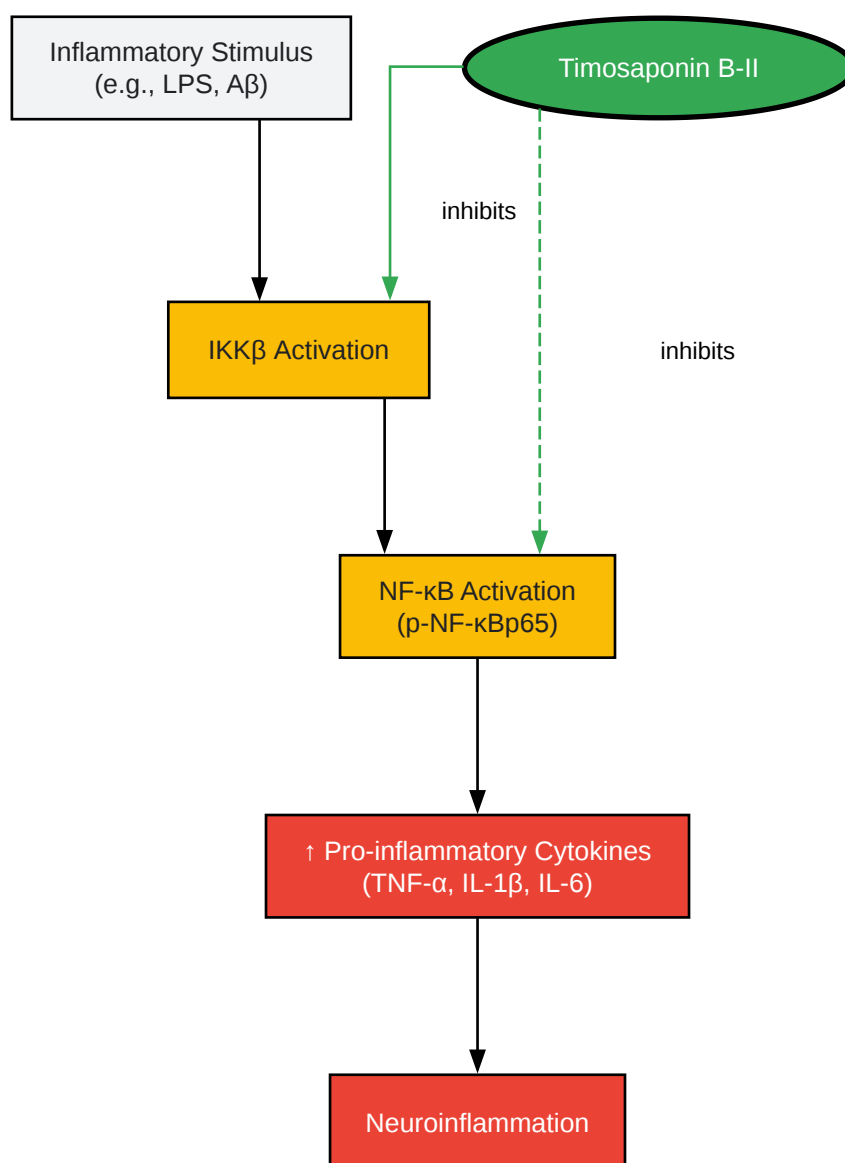 Inflammatory Stimulus
(e.g., LPS, Aβ)
Timosaponin B-II
inhibits
IKKβ Activation
inhibits
NF-κB Activation
(p-NF-κBp65)
↑ Pro-inflammatory Cytokines
(TNF-α, IL-1β, IL-6)
Neuroinflammation